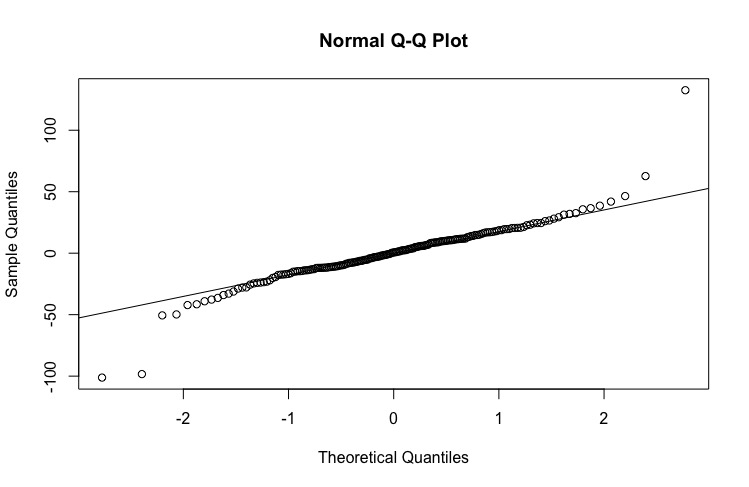 Normal Q-Q Plot
100
50
0
-50
-100
Sample Quantiles
-2 -1 0 1 2
Theoretical Quantiles